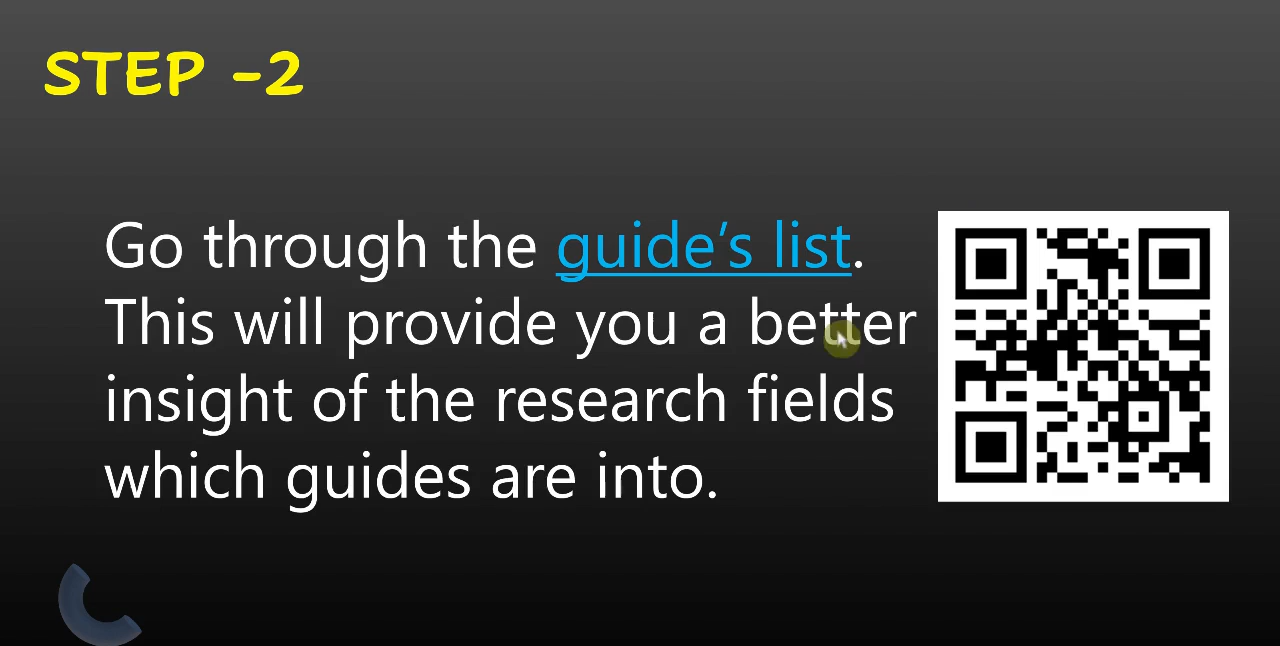 STEP -2
Go through the guide’s list.
This will provide you a better
insight of the research fields
which guides are into.